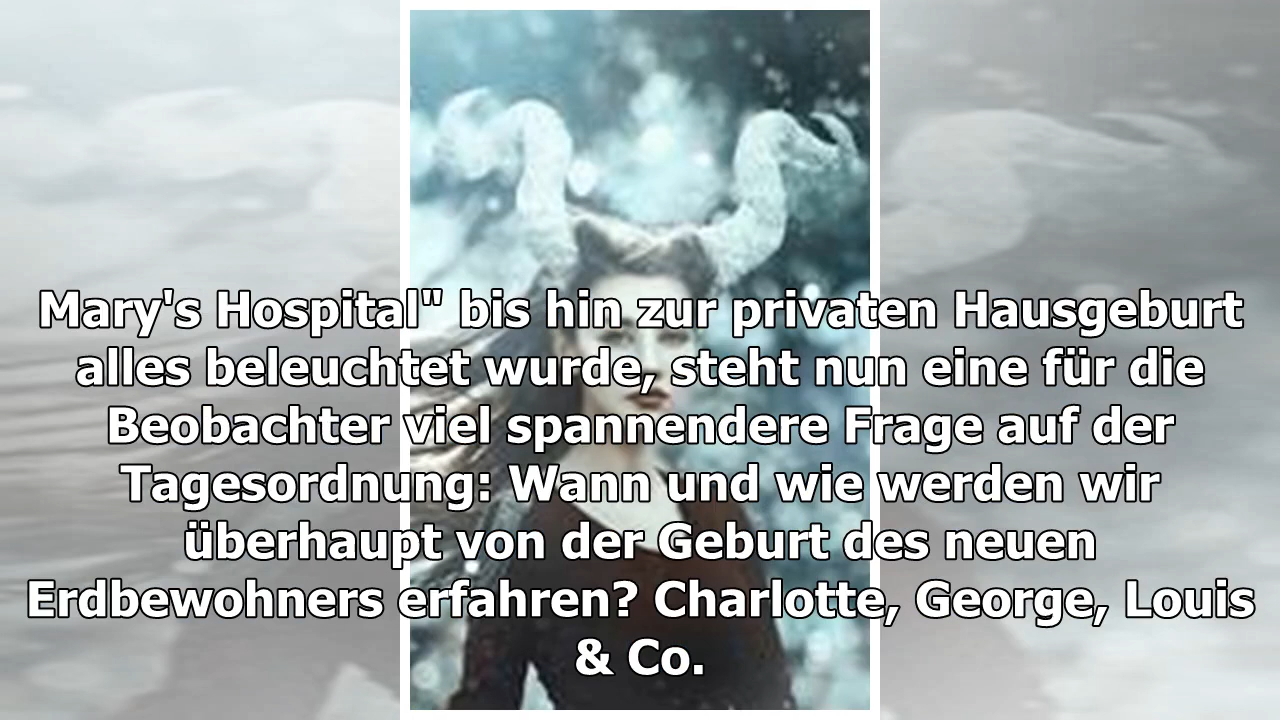 Mary's Hospital" bis hin zur privaten Hausgeburt
alles beleuchtet wurde, steht nun eine für die
Beobachter viel spannendere Frage auf der
Tagesordnung: Wann und wie werden wir
überhaupt von der Geburt des neuen
Erdbewohners erfahren? Charlotte, George, Louis
& Co.